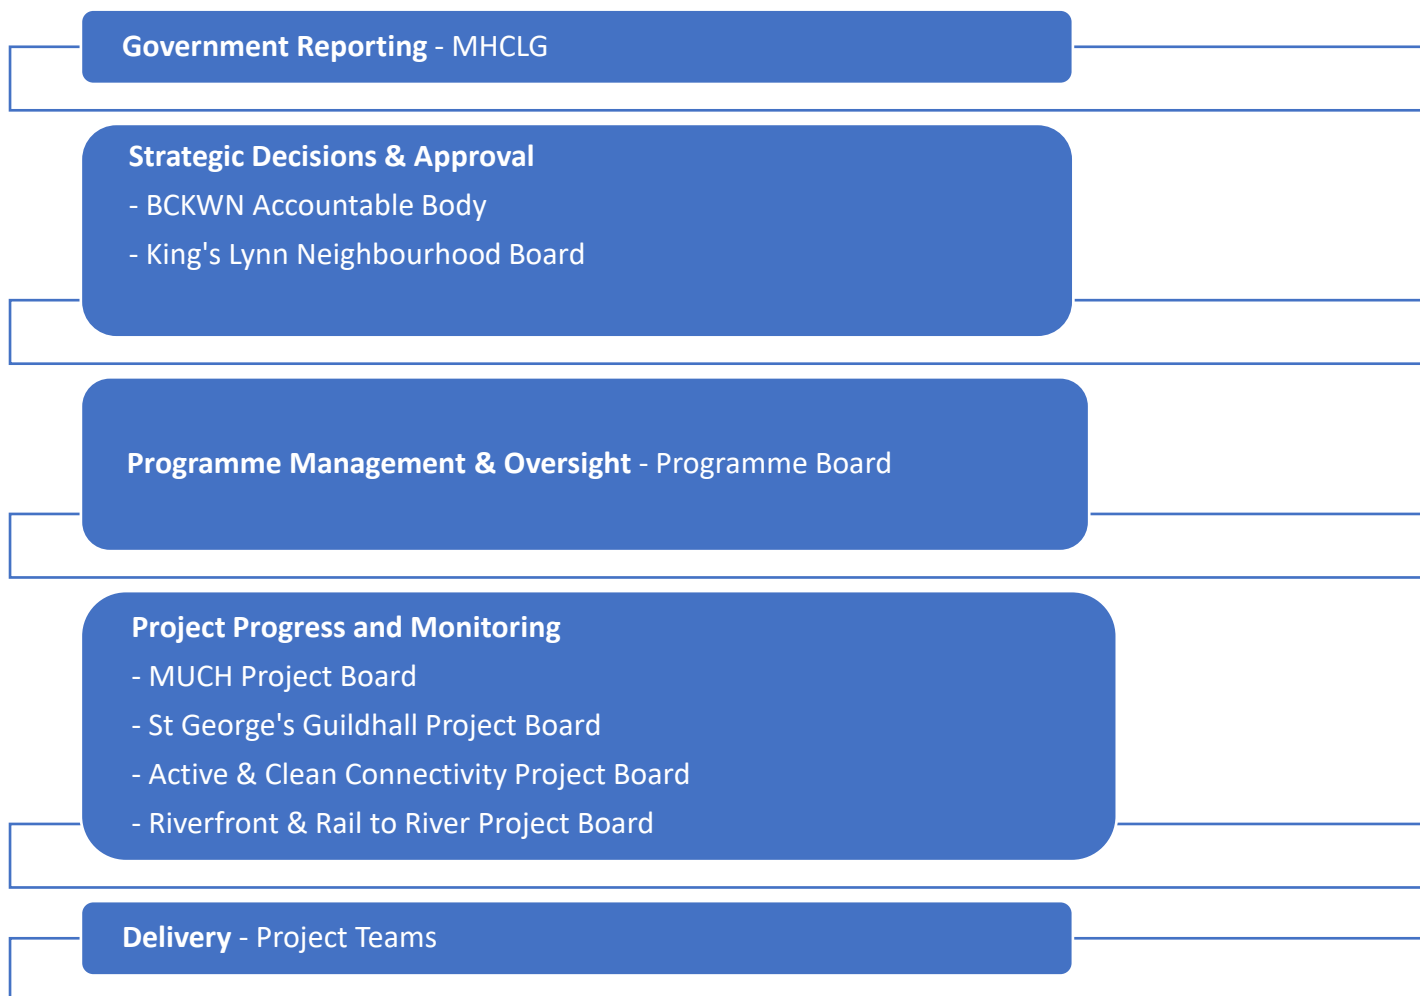 Government Reporting - MHCLG
Strategic Decisions & Approval
- BCKWN Accountable Body
- King's Lynn Neighbourhood Board
Programme Management & Oversight - Programme Board
Project Progress and Monitoring
- MUCH Project Board
- St George's Guildhall Project Board
- Active & Clean Connectivity Project Board
- Riverfront & Rail to River Project Board
Delivery - Project Teams